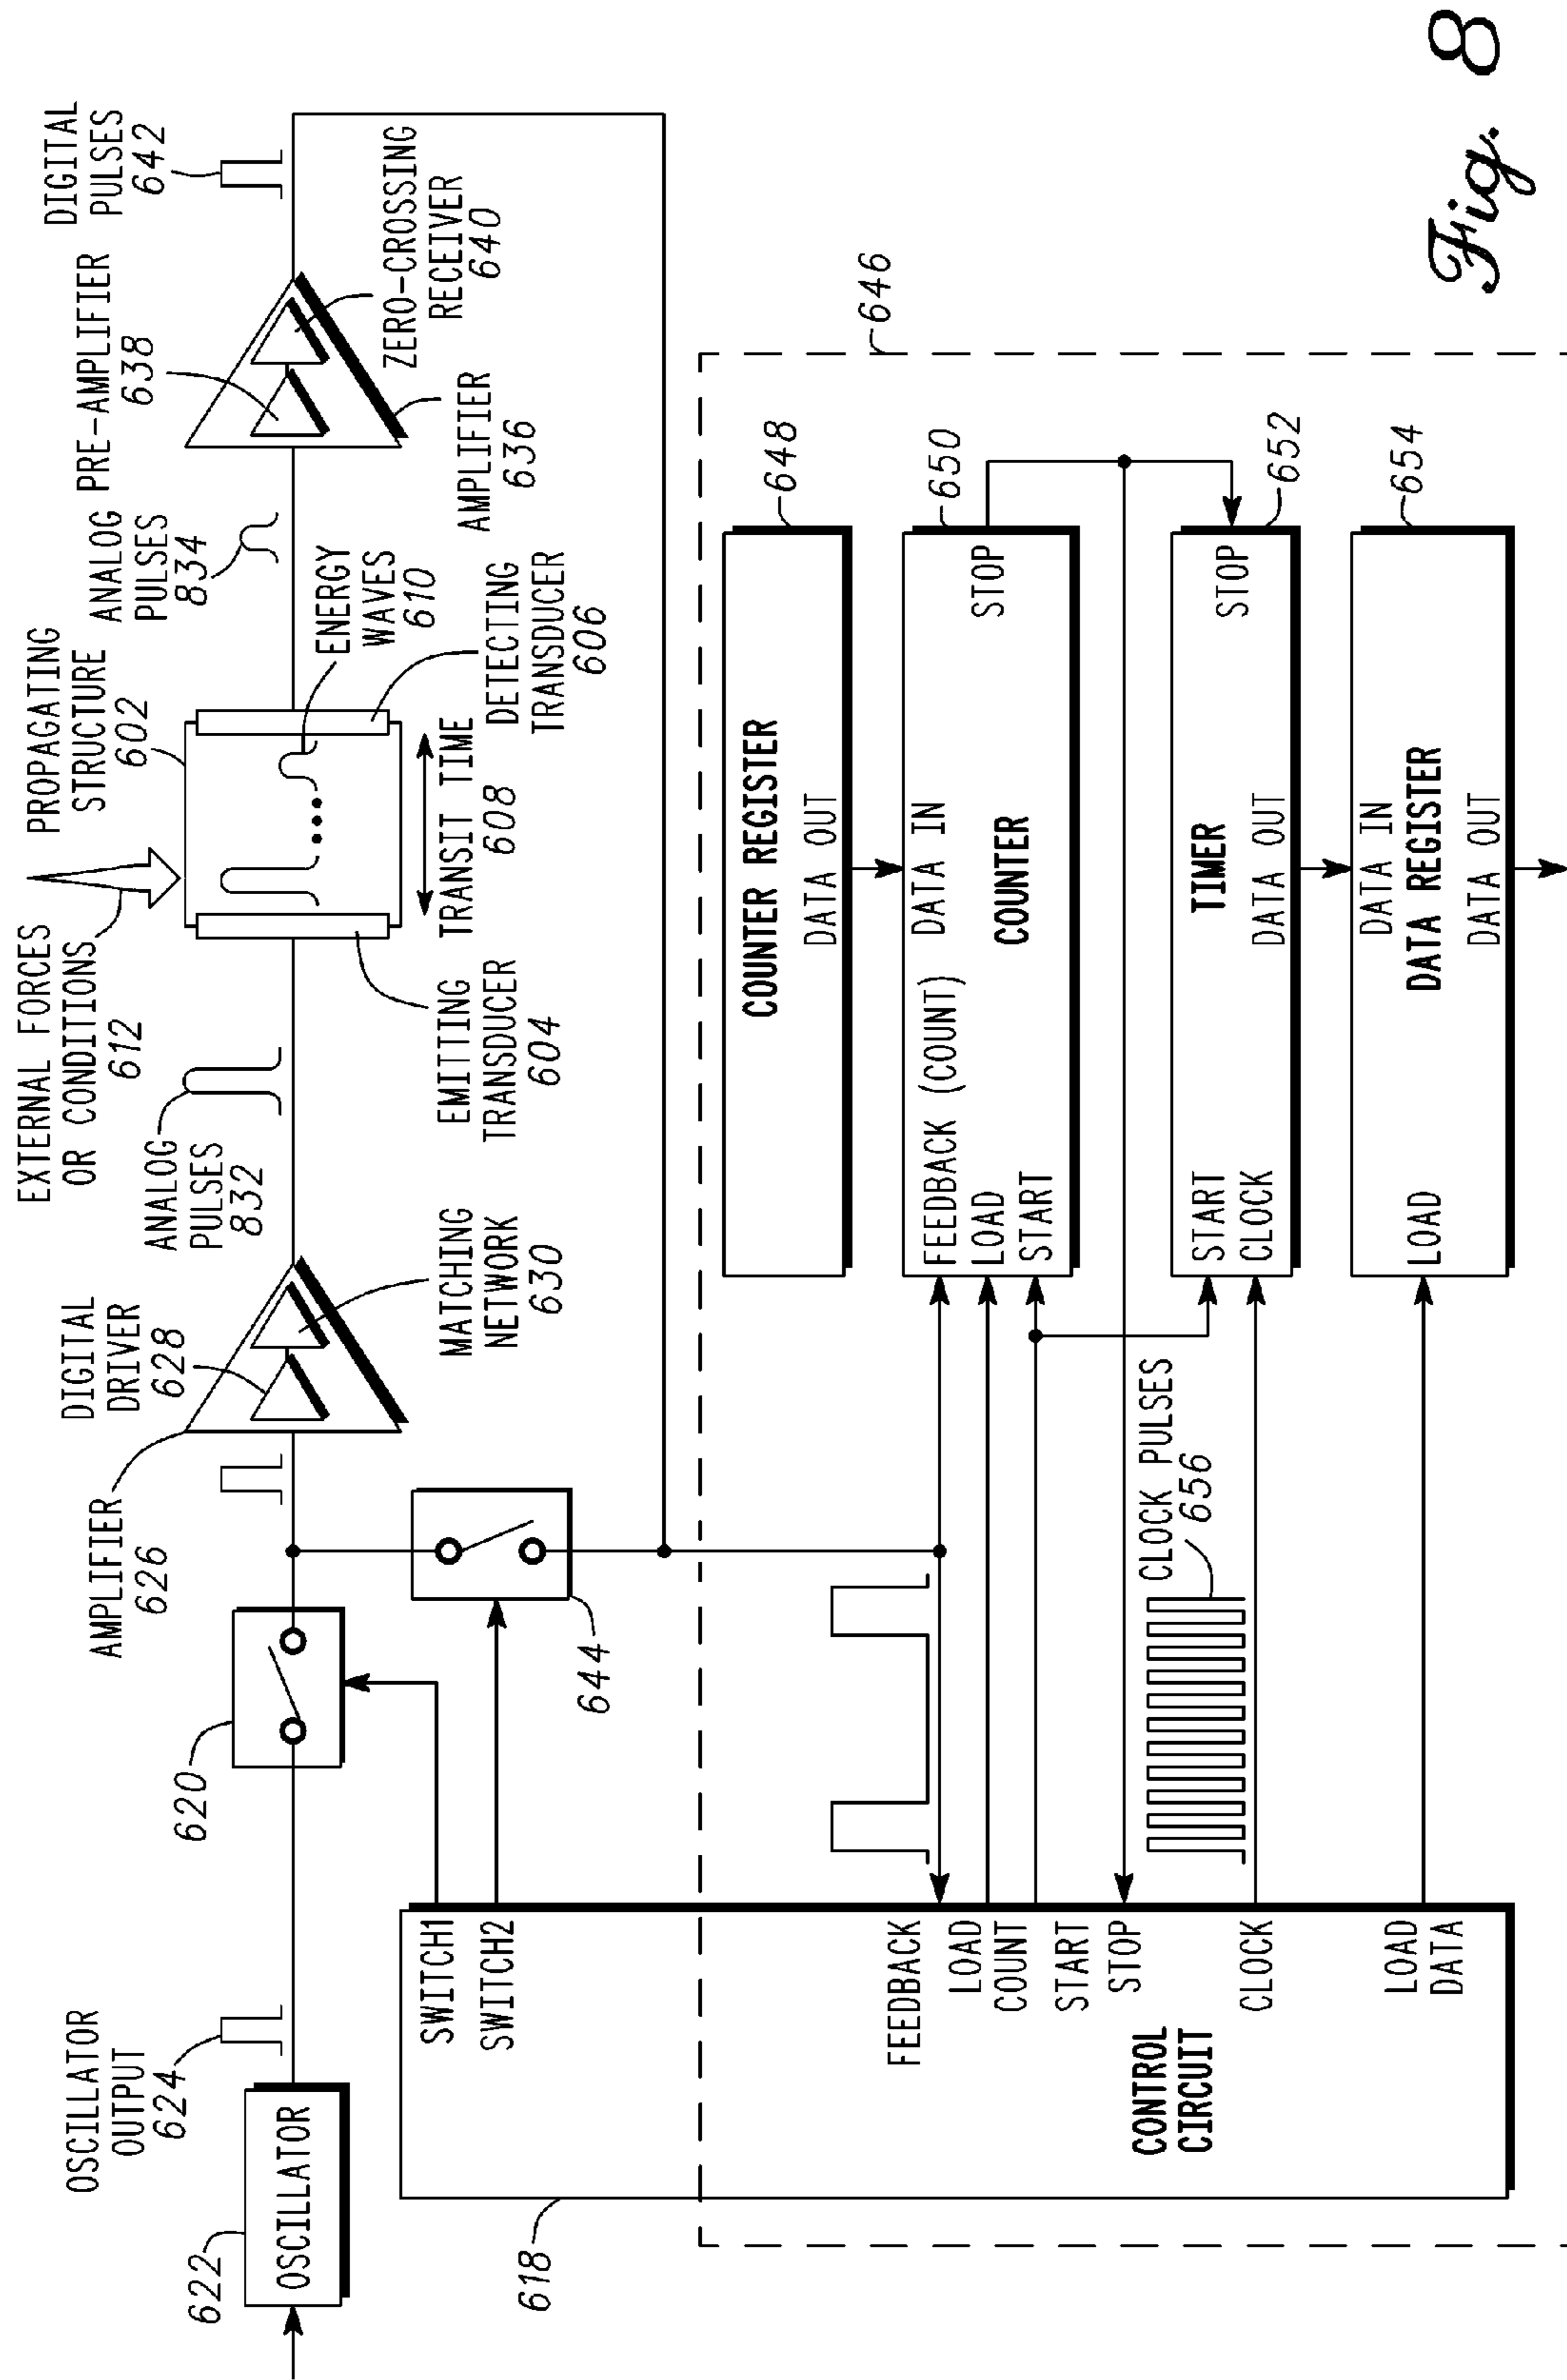 OSCILLATOR
OUTPUT
624
622
OSCILLATOR
620
AMPLIFIER
626
DIGITAL
DRIVER
628
MATCHING
NETWORK
630
ANALOG
PULSES
832
EXTERNAL FORCES
OR CONDITIONS
612
PROPAGATING
STRUCTURE
602
EMITTING
TRANSDUCER
604
TRANSIT TIME
608
ENERGY
WAVES
610
DETECTING
TRANSDUCER
606
ANALOG
PULSES
834
PRE-AMPLIFIER
638
AMPLIFIER
636
ZERO-CROSSING
RECEIVER
640
DIGITAL
PULSES
642
644
646
618
SWITCH1
SWITCH2
FEEDBACK
LOAD
COUNT
START
STOP
CLOCK
LOAD
DATA
CONTROL
CIRCUIT
CLOCK PULSES
656
COUNTER REGISTER
DATA OUT
648
FEEDBACK (COUNT)
LOAD
START
DATA IN
COUNTER
STOP
650
START
CLOCK
TIMER
DATA OUT
STOP
652
LOAD
DATA IN
DATA REGISTER
DATA OUT
654
Fig. 8